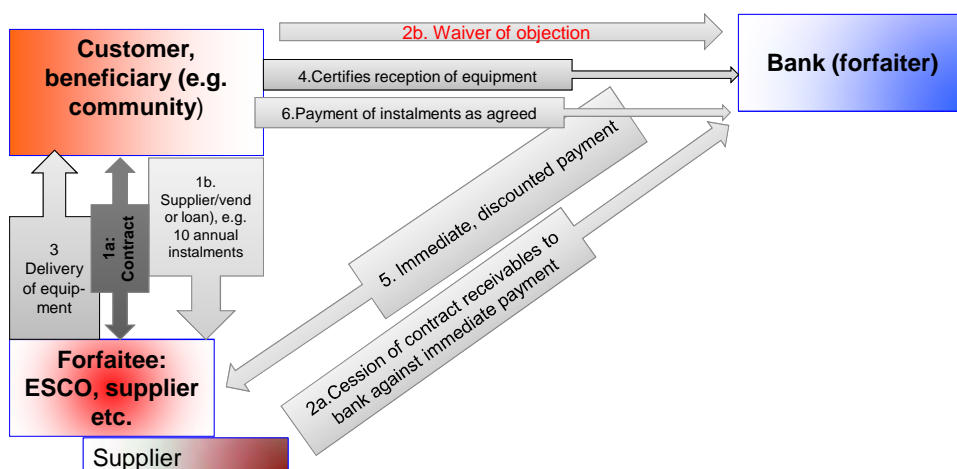 2b. Waiver of objection
Customer,
beneficiary (e.g.
community)
Bank (forfaiter)
4.Certifies reception of equipment
6.Payment of instalments as agreed
1b.
Supplier/vend
or loan), e.g.
10 annual
instalments
1a:
Contract
3
Delivery
of equip-
ment
5. Immediate, discounted payment
2a.Cession of contract receivables to
bank against immediate payment
Forfaitee:
ESCO, supplier
etc.
Supplier